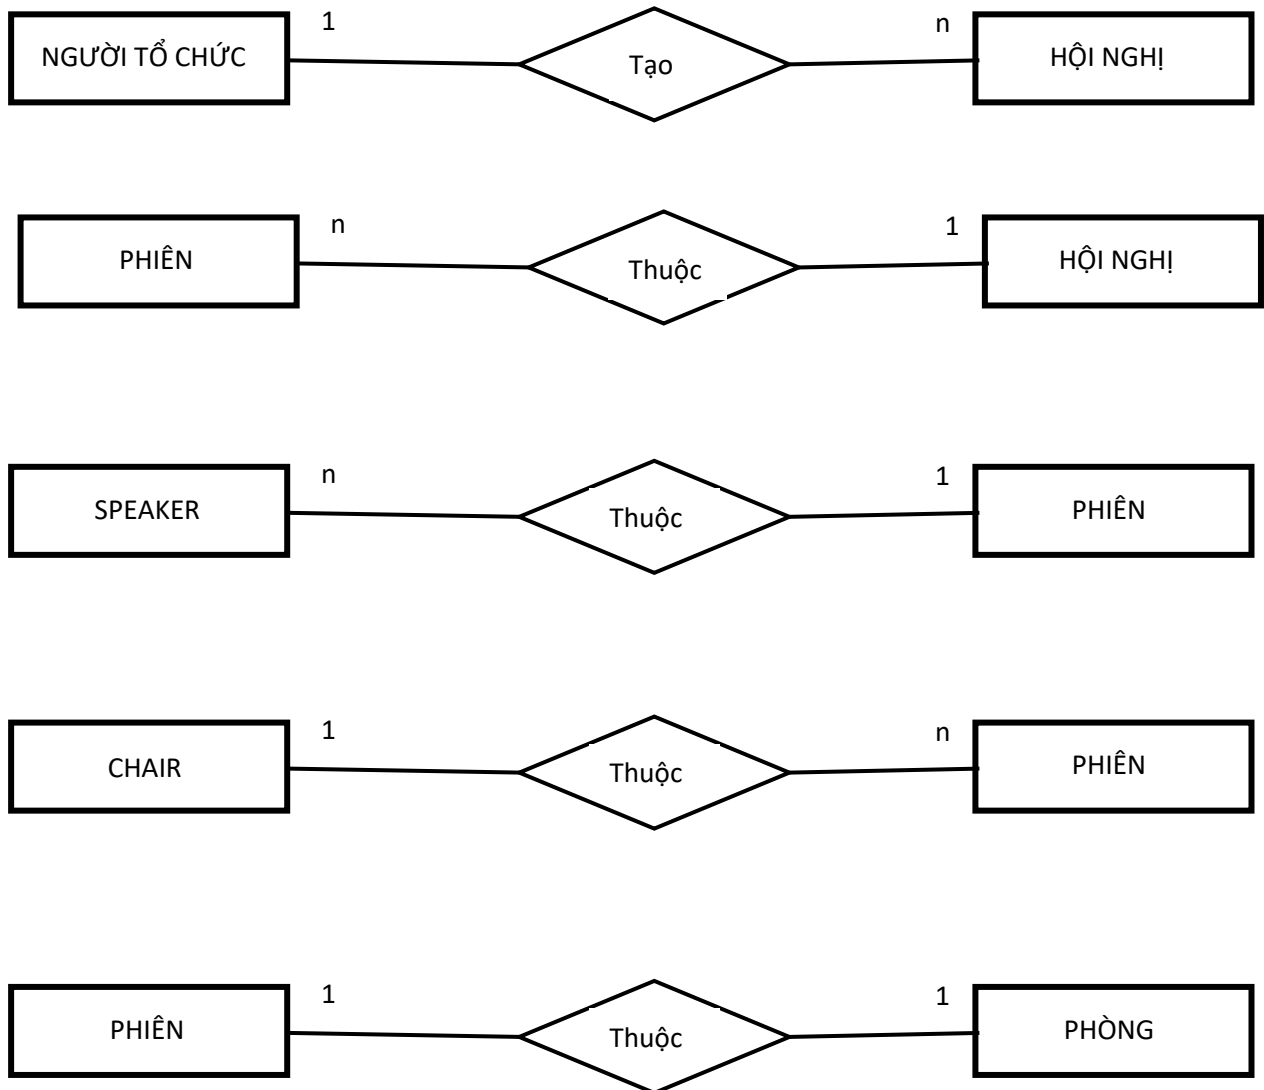 1
n
NGƯỜI TỔ CHỨC
Tạo
HỘI NGHỊ
n
1
PHIÊN
Thuộc
HỘI NGHỊ
n
1
SPEAKER
Thuộc
PHIÊN
1
n
CHAIR
Thuộc
PHIÊN
1
1
PHIÊN
Thuộc
PHÒNG